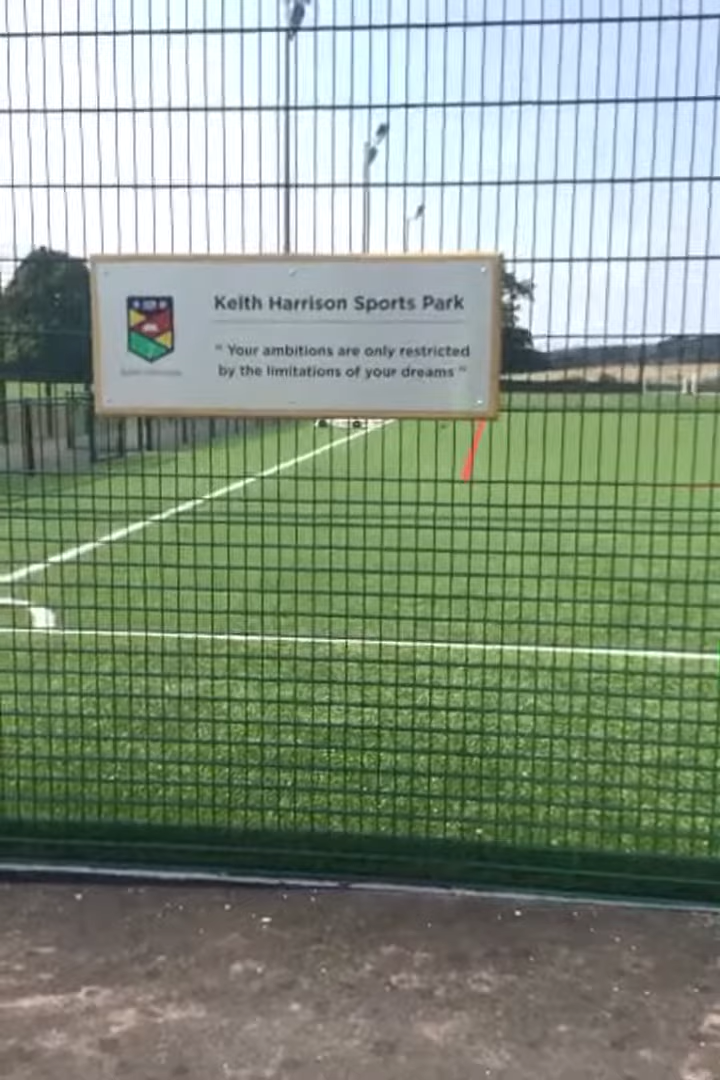 Keith Harrison Sports Park
" Your ambitions are only restricted
by the limitations of your dreams "